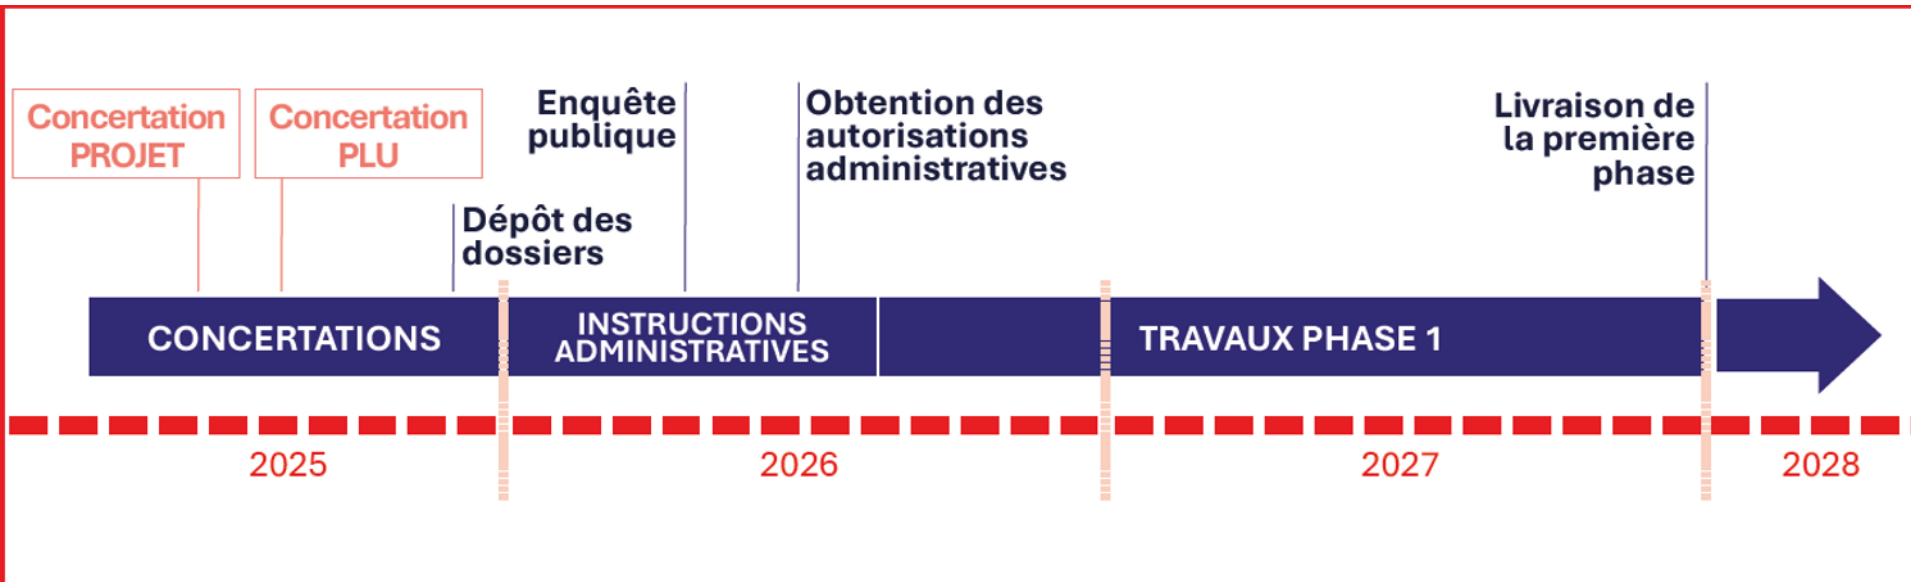 Concertation
PROJET
Concertation
PLU
Dépôt des
dossiers
Enquête
publique
Obtention des
autorisations
administratives
Livraison de
la première
phase
CONCERTATIONS
INSTRUCTIONS
ADMINISTRATIVES
TRAVAUX PHASE 1
2025
2026
2027
2028